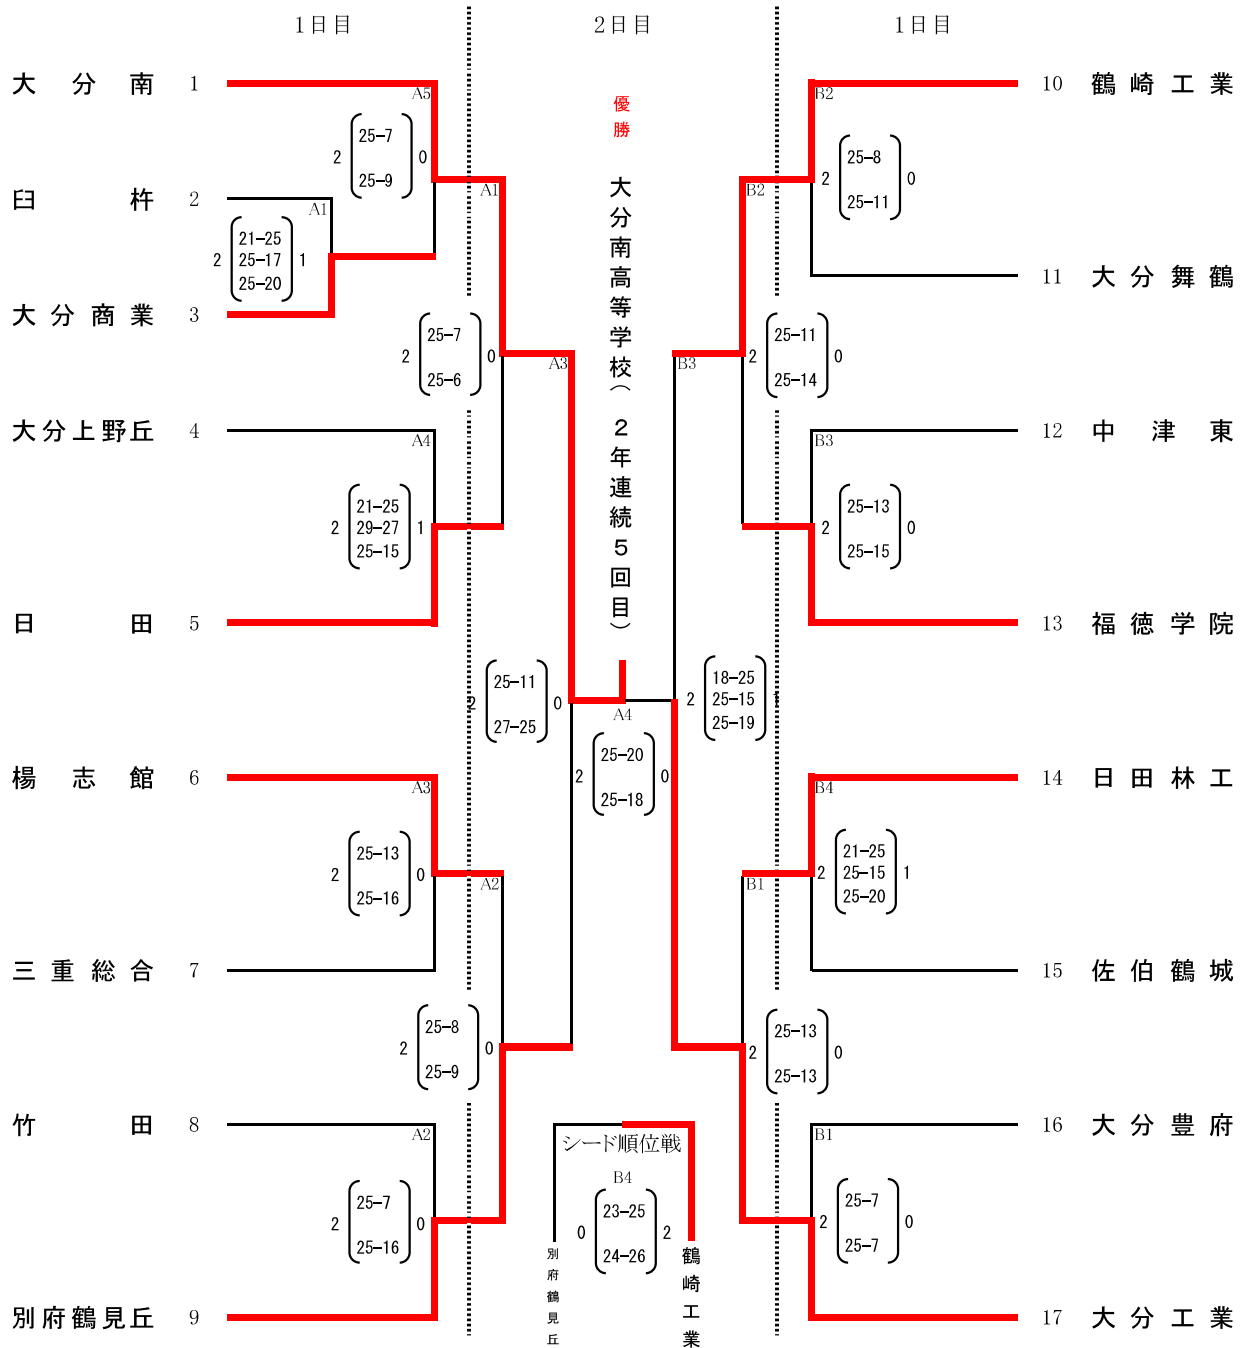 1日目
2日目
1日目
優勝
大分南高等学校(2年連続5回目)
大分南 1
臼杵 2
大分商業 3
大分上野丘 4
日田 5
楊志館 6
三重総合 7
竹田 8
別府鶴見丘 9
A5
2 25-7 0
25-9
A1
21-25
2 25-17 1
25-20
A4
21-25
2 29-27 1
25-15
A3
25-13
2 0
25-16
A2
25-7
2 0
25-16
A1
25-7
2 0
25-6
A2
25-8
2 0
25-9
A3
25-11
2 0
27-25
A4
25-20
2 0
25-18
B3
18-25
2 25-15 1
25-19
B2
25-11
2 0
25-14
B1
25-13
2 0
25-13
B2
25-8
2 0
25-11
B3
25-13
2 0
25-15
B4
21-25
2 25-15 1
25-20
B1
25-7
2 0
25-7
10 鶴崎工業
11 大分舞鶴
12 中津東
13 福徳学院
14 日田林工
15 佐伯鶴城
16 大分豊府
17 大分工業
シード順位戦
B4
23-25
0 2
24-26
別府鶴見丘
鶴崎工業